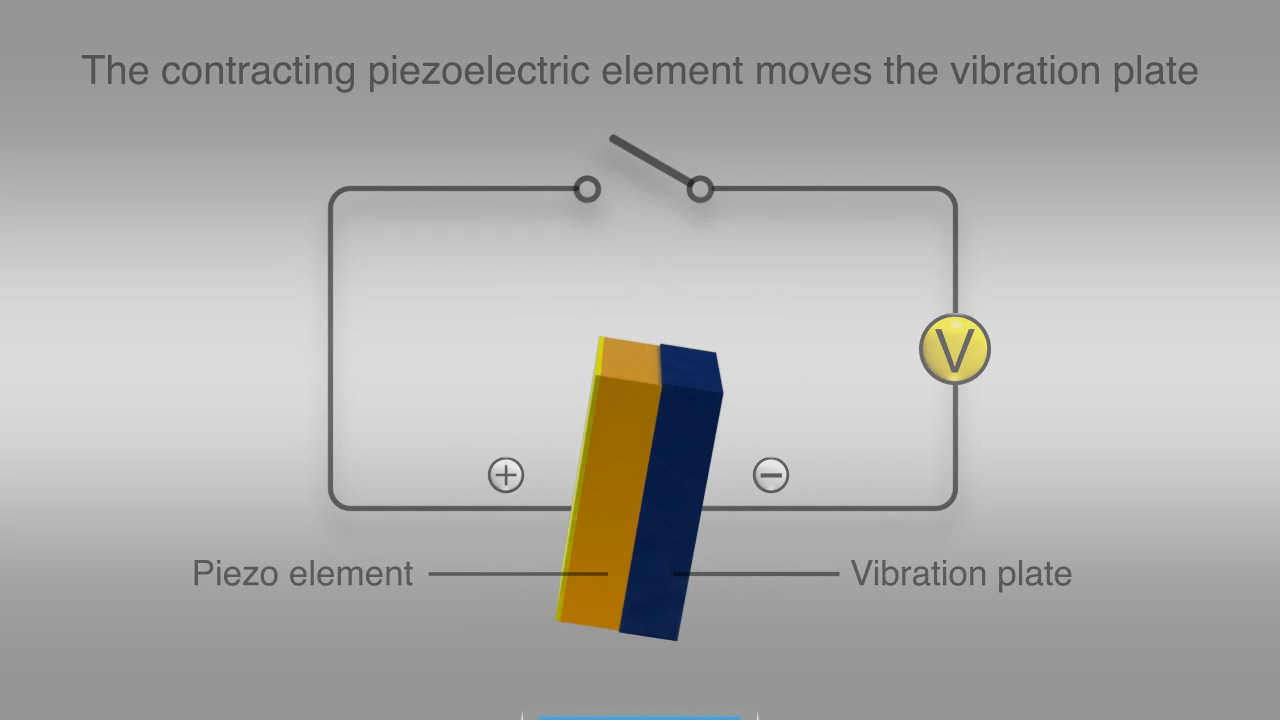 The contracting piezoelectric element moves the vibration plate
V
+ −
Piezo element
Vibration plate